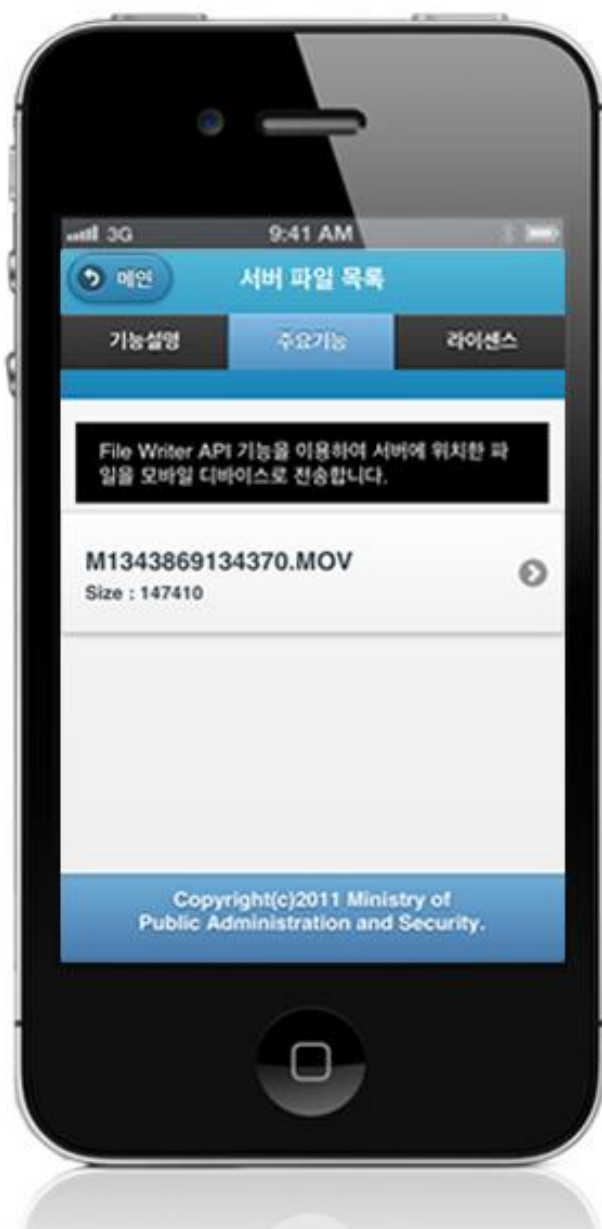 3G 9:41 AM
메인 서버 파일 목록
기능설명 주요기능 라이센스
File Writer API 기능을 이용하여 서버에 위치한 파
일을 모바일 디바이스로 전송합니다.
M1343869134370.MOV
Size : 147410
Copyright(c)2011 Ministry of
Public Administration and Security.